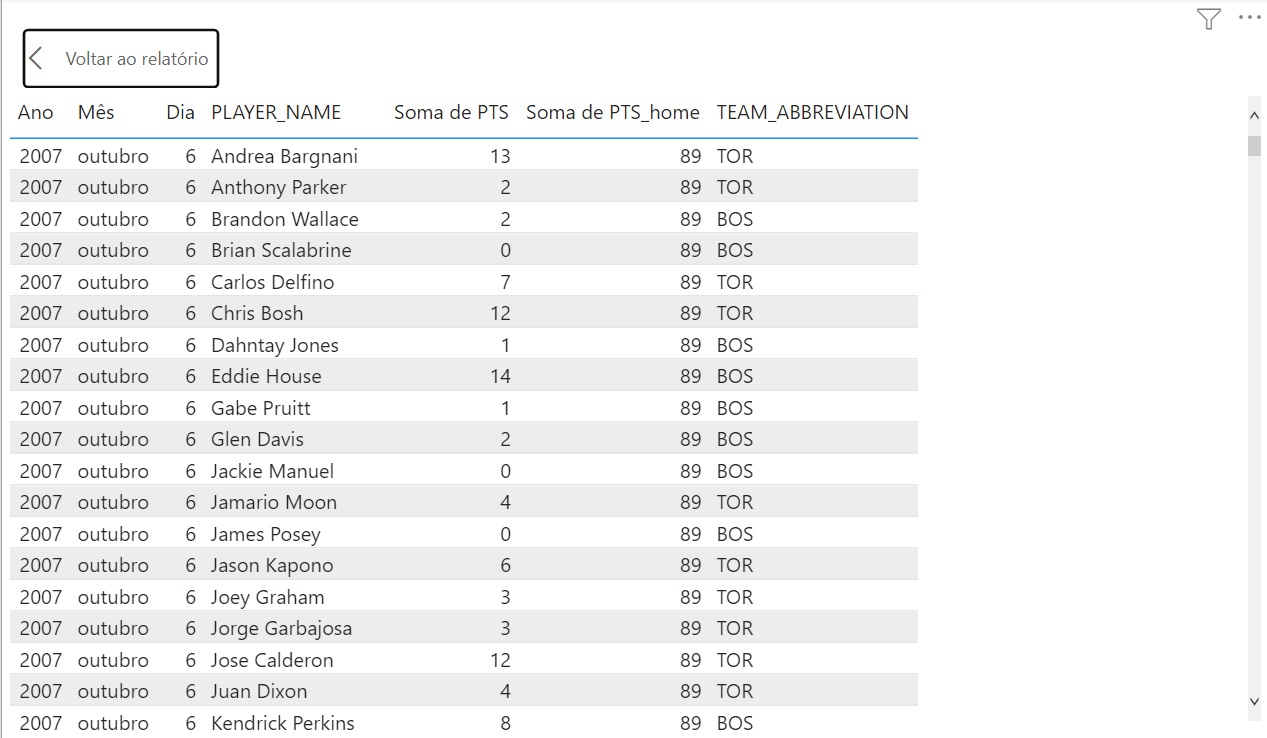 Voltar ao relatório
Ano Mês Dia PLAYER_NAME Soma de PTS Soma de PTS_home TEAM_ABBREVIATION
2007 outubro 6 Andrea Bargnani 13 89 TOR
2007 outubro 6 Anthony Parker 2 89 TOR
2007 outubro 6 Brandon Wallace 2 89 BOS
2007 outubro 6 Brian Scalabrine 0 89 BOS
2007 outubro 6 Carlos Delfino 7 89 TOR
2007 outubro 6 Chris Bosh 12 89 TOR
2007 outubro 6 Dahntay Jones 1 89 BOS
2007 outubro 6 Eddie House 14 89 BOS
2007 outubro 6 Gabe Pruitt 1 89 BOS
2007 outubro 6 Glen Davis 2 89 BOS
2007 outubro 6 Jackie Manuel 0 89 BOS
2007 outubro 6 Jamario Moon 4 89 TOR
2007 outubro 6 James Posey 0 89 BOS
2007 outubro 6 Jason Kapono 6 89 TOR
2007 outubro 6 Joey Graham 3 89 TOR
2007 outubro 6 Jorge Garbajosa 3 89 TOR
2007 outubro 6 Jose Calderon 12 89 TOR
2007 outubro 6 Juan Dixon 4 89 TOR
2007 outubro 6 Kendrick Perkins 8 89 BOS